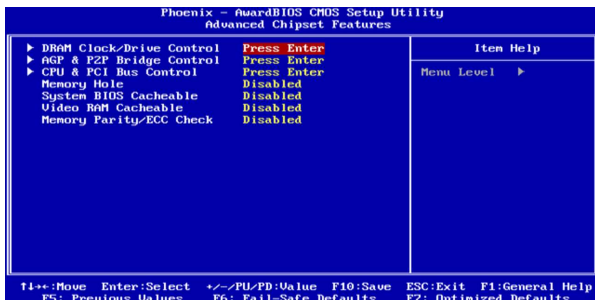 Phoenix - AwardBIOS CMOS Setup Utility
Advanced Chipset Features
▶ DRAM Clock/Drive Control Press Enter
▶ AGP & P2P Bridge Control Press Enter
▶ CPU & PCI Bus Control Press Enter
Memory Hole Disabled
System BIOS Cacheable Disabled
Video RAM Cacheable Disabled
Memory Parity/ECC Check Disabled
Item Help
Menu Level ▶
↑↓→←:Move Enter:Select +/-/PU/PD:Value F10:Save ESC:Exit F1:General Help
F5: Previous Values F6: Fail-Safe Defaults F7: Optimized Defaults